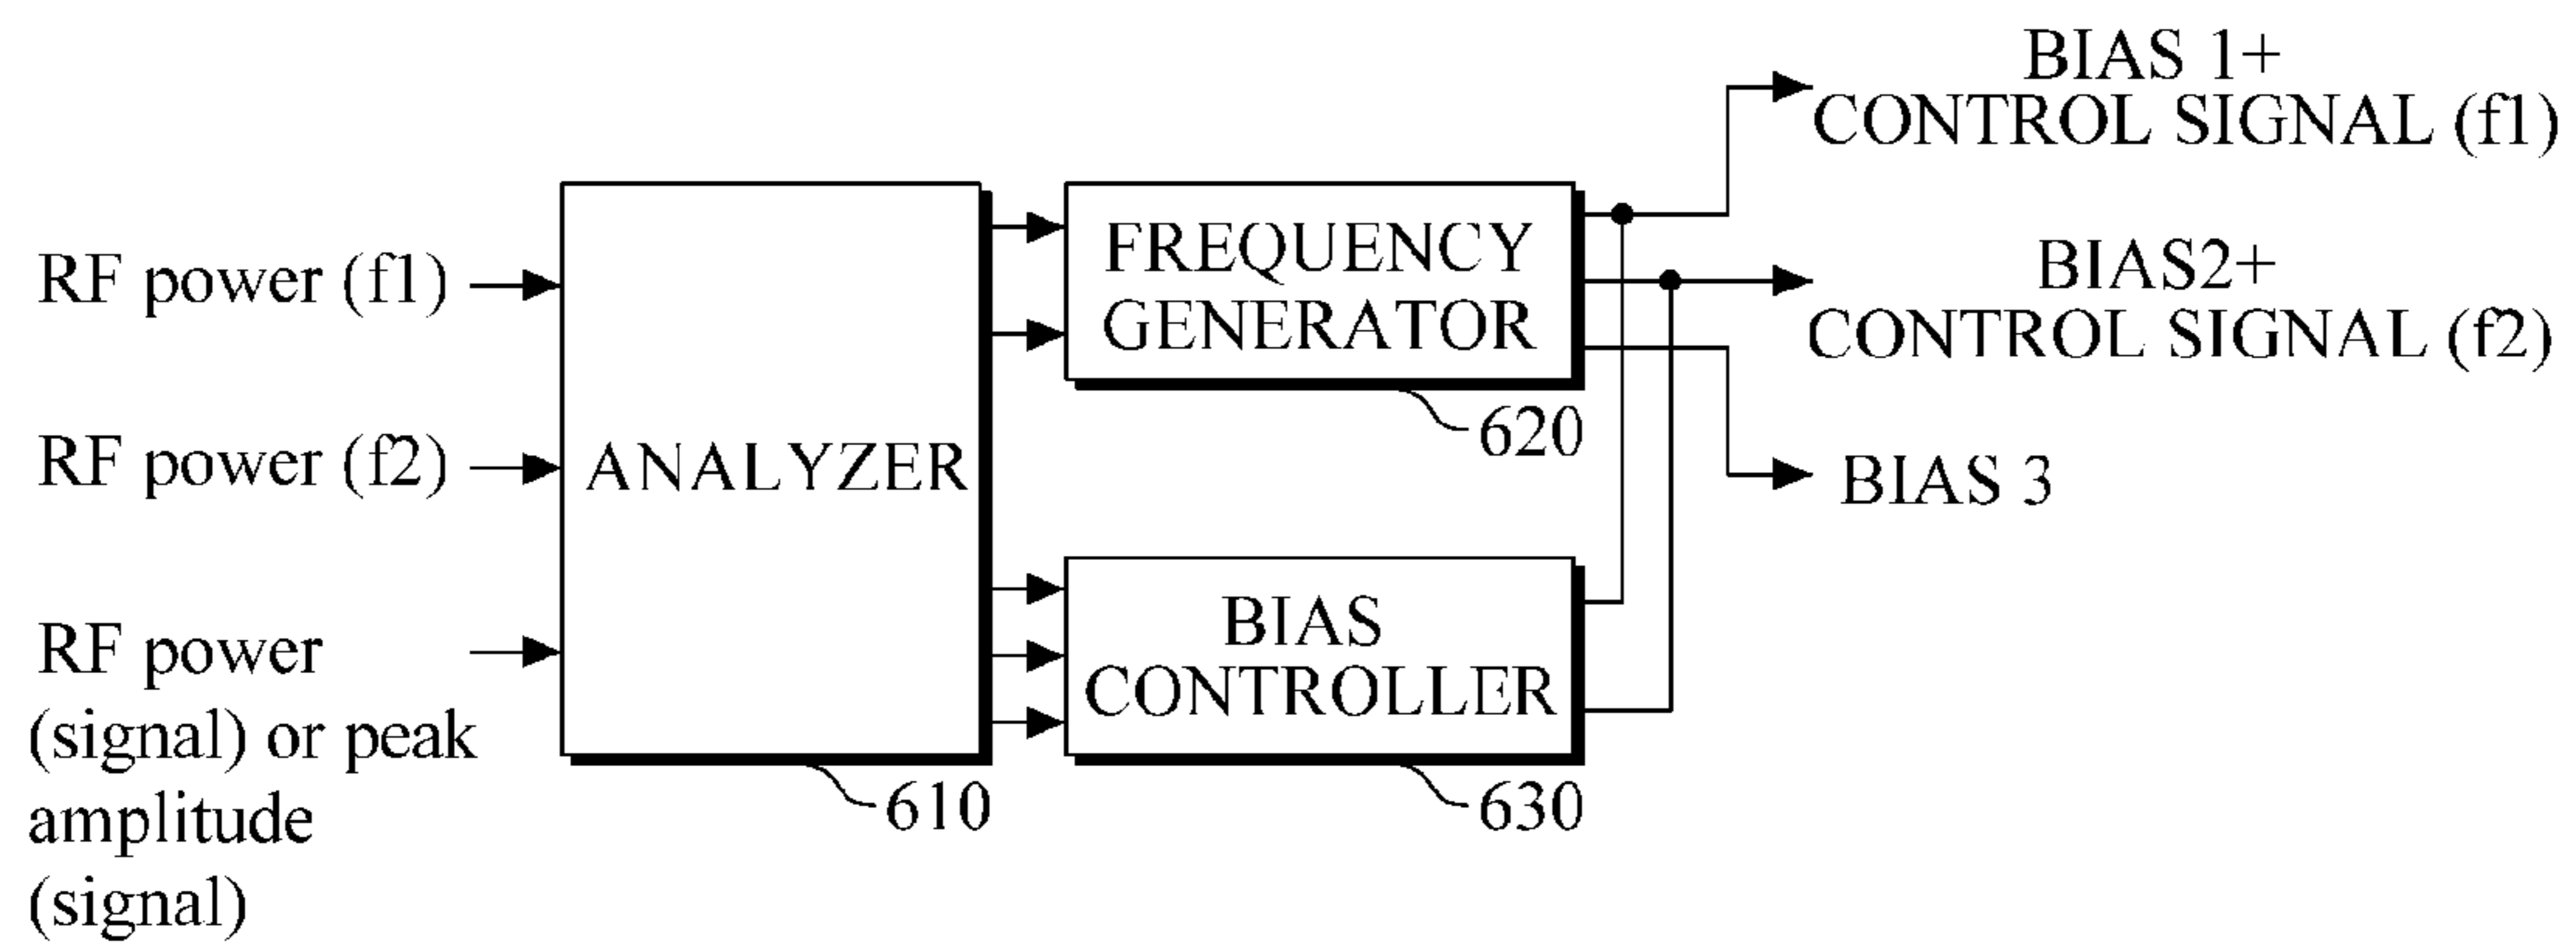 RF power (f1)
RF power (f2)
RF power
(signal) or peak
amplitude
(signal)
ANALYZER
610
FREQUENCY
GENERATOR
620
BIAS
CONTROLLER
630
BIAS 1+
CONTROL SIGNAL (f1)
BIAS2+
CONTROL SIGNAL (f2)
BIAS 3